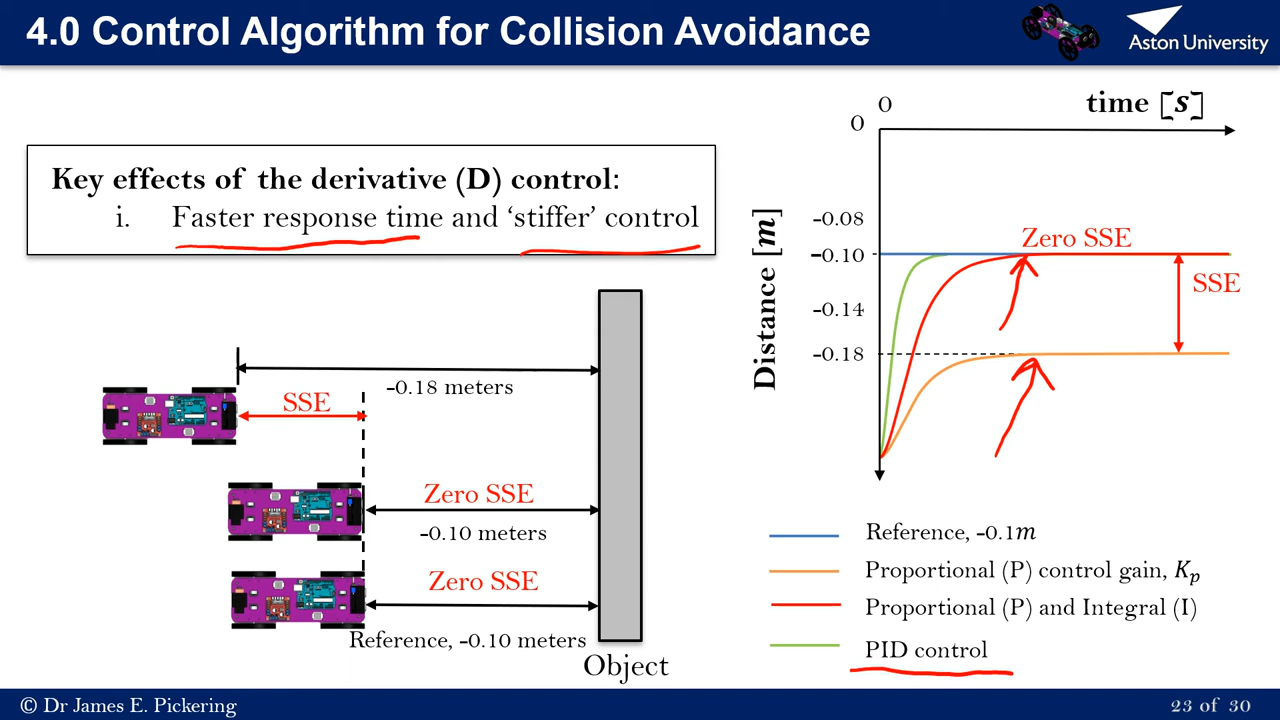 4.0 Control Algorithm for Collision Avoidance
Aston University
Key effects of the derivative (D) control:
i. Faster response time and ‘stiffer’ control
-0.18 meters
SSE
Zero SSE
-0.10 meters
Zero SSE
Reference, -0.10 meters
Object
0
time [s]
0
Distance [m]
-0.08
-0.10
-0.14
-0.18
Zero SSE
SSE
Reference, -0.1m
Proportional (P) control gain, Kₚ
Proportional (P) and Integral (I)
PID control
© Dr James E. Pickering
23 of 30